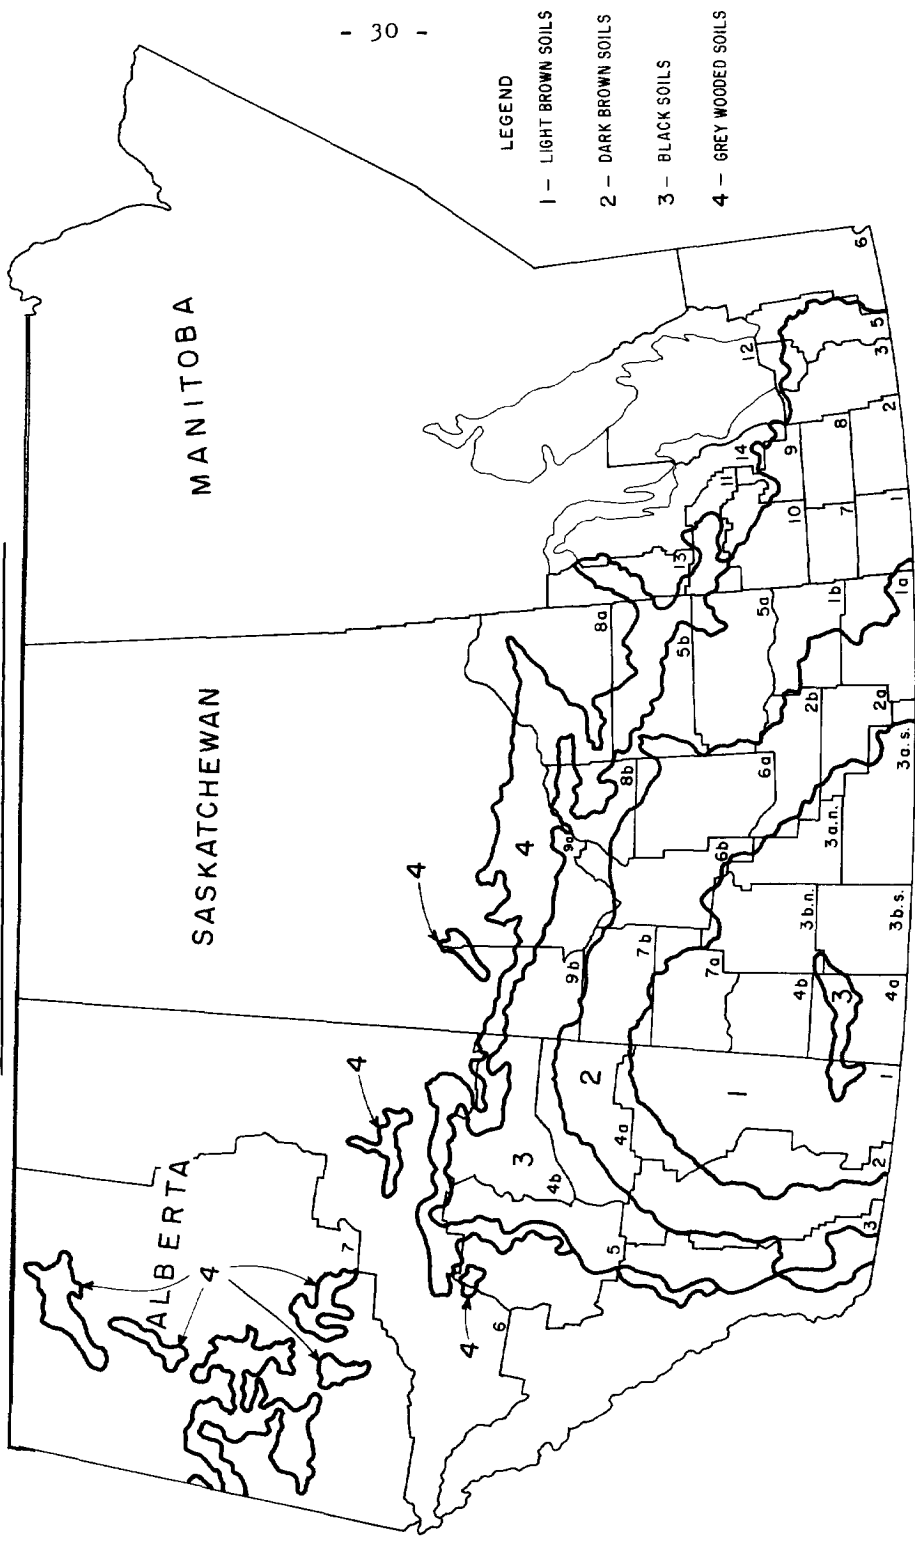 - 30 -
LEGEND
1 - LIGHT BROWN SOILS
2 - DARK BROWN SOILS
3 - BLACK SOILS
4 - GREY WOODED SOILS
ALBERTA
SASKATCHEWAN
MANITOBA
4
4
4
4
4
3
2
1
3
7
6
5
4b
4a
3
2
1
9b
9a
8b
8a
7b
7a
6b
6a
5b
5a
4b
4a
3b.n.
3b.s.
3a.n.
3a.s.
2b
2a
1b
1a
13
11
14
12
10
9
7
8
1
2
3
5
6